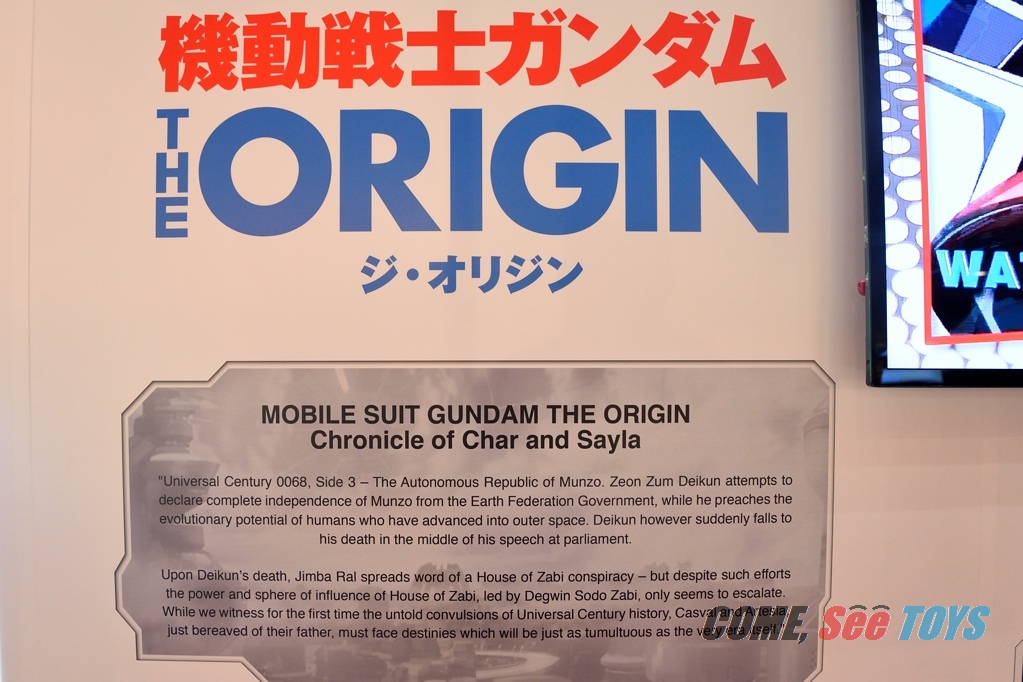 機動戦士ガンダム
THE ORIGIN
ジ・オリジン
MOBILE SUIT GUNDAM THE ORIGIN
Chronicle of Char and Sayla
"Universal Century 0068, Side 3 – The Autonomous Republic of Munzo. Zeon Zum Deikun attempts to
declare complete independence of Munzo from the Earth Federation Government, while he preaches the
evolutionary potential of humans who have advanced into outer space. Deikun however suddenly falls to
his death in the middle of his speech at parliament.
Upon Deikun's death, Jimba Ral spreads word of a House of Zabi conspiracy – but despite such efforts
the power and sphere of influence of House of Zabi, led by Degwin Sodo Zabi, only seems to escalate.
While we witness for the first time the untold convulsions of Universal Century history, Casval and Artesia,
just bereaved of their father, must face destinies which will be just as tumultuous as the very era itself."
COME, See TOYS